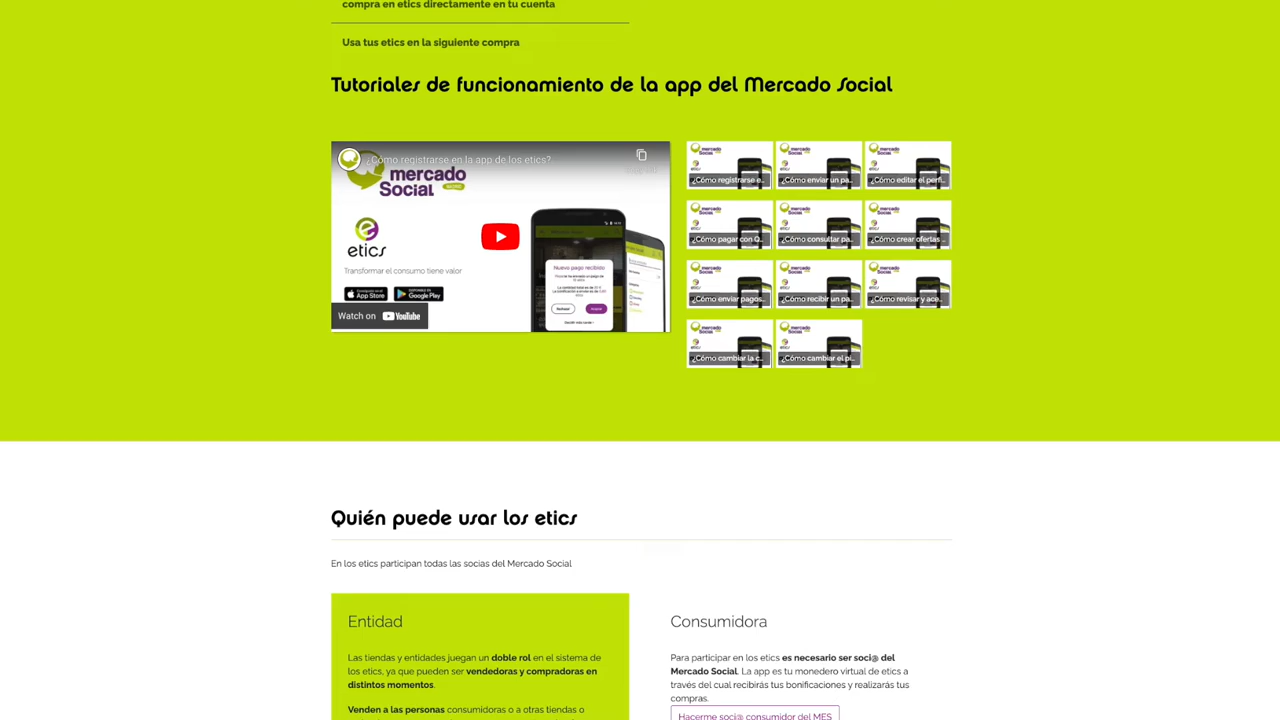 compra en etics directamente en tu cuenta
Usa tus etics en la siguiente compra
Tutoriales de funcionamiento de la app del Mercado Social
¿Cómo registrarse en la app de los etics?
mercado
Social
MADRID
etics
Transformar el consumo tiene valor
App Store
Google Play
Nuevo pago recibido
Watch on YouTube
¿Cómo registrarse e...
¿Cómo enviar un pa...
¿Cómo editar el perfi...
¿Cómo pagar con Q...
¿Cómo consultar pa...
¿Cómo crear ofertas ...
¿Cómo enviar pagos...
¿Cómo recibir un pa...
¿Cómo revisar y ace...
¿Cómo cambiar la c...
¿Cómo cambiar el pi...
Quién puede usar los etics
En los etics participan todas las socias del Mercado Social
Entidad
Las tiendas y entidades juegan un doble rol en el sistema de
los etics, ya que pueden ser vendedoras y compradoras en
distintos momentos.
Venden a las personas consumidoras o a otras tiendas o
Consumidora
Para participar en los etics es necesario ser soci@ del
Mercado Social. La app es tu monedero virtual de etics a
través del cual recibirás tus bonificaciones y realizarás tus
compras.
Hacerme soci@ consumidor del MES